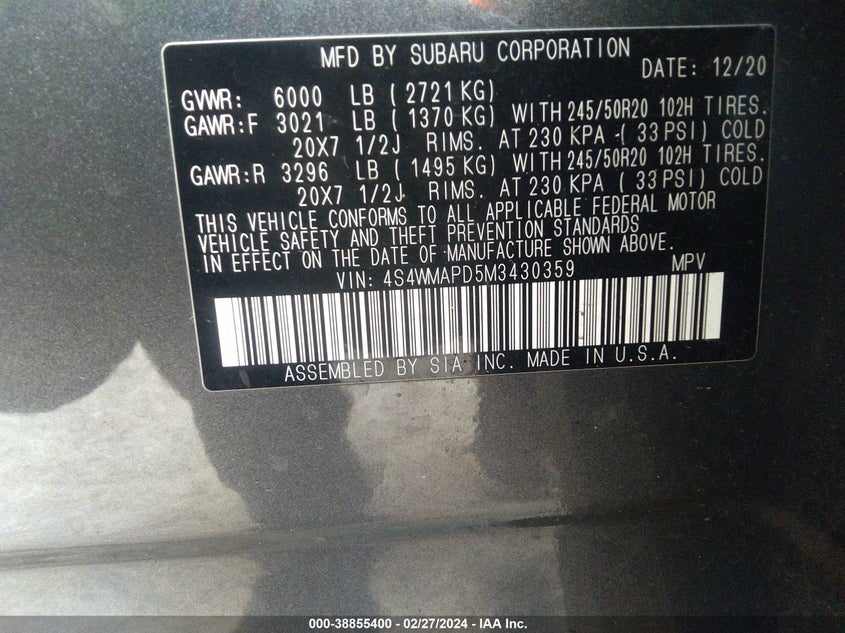 MFD BY SUBARU CORPORATION
DATE: 12/20
GVWR: 6000 LB ( 2721 KG)
GAWR:F 3021 LB ( 1370 KG) WITH 245/50R20 102H TIRES.
20X7 1/2J RIMS. AT 230 KPA ( 33 PSI) COLD
GAWR:R 3296 LB ( 1495 KG) WITH 245/50R20 102H TIRES.
20X7 1/2J RIMS. AT 230 KPA ( 33 PSI) COLD
THIS VEHICLE CONFORMS TO ALL APPLICABLE FEDERAL MOTOR
VEHICLE SAFETY AND THEFT PREVENTION STANDARDS
IN EFFECT ON THE DATE OF MANUFACTURE SHOWN ABOVE.
VIN: 4S4WMAPD5M3430359 MPV
ASSEMBLED BY SIA INC. MADE IN U.S.A.
000-38855400 - 02/27/2024 - IAA Inc.